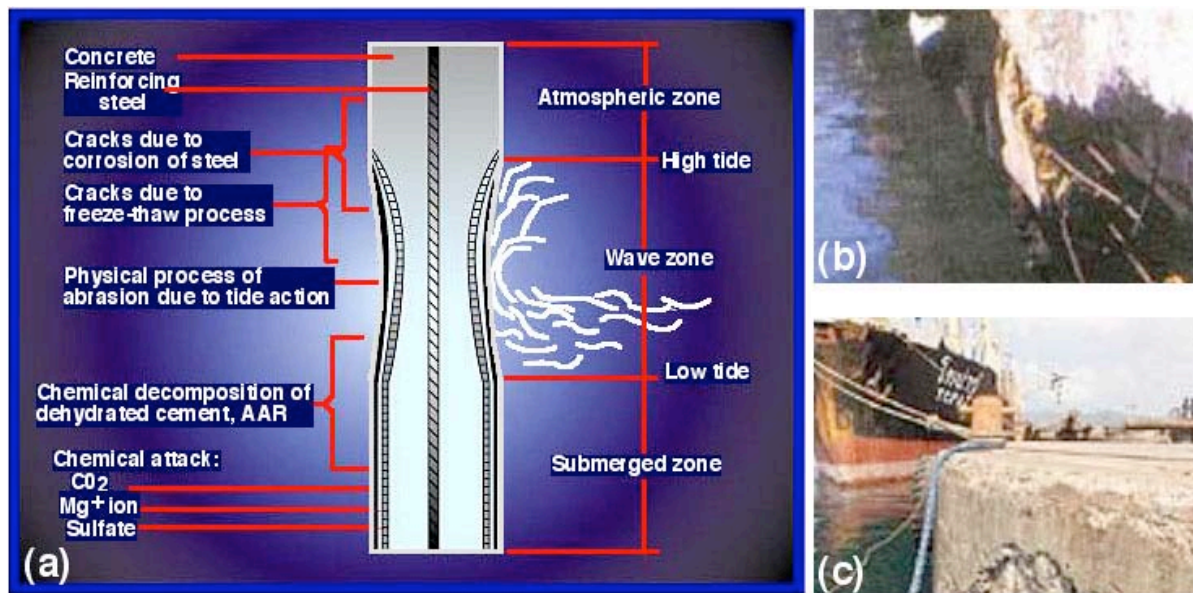 Concrete
Reinforcing
steel
Cracks due to
corrosion of steel
Cracks due to
freeze-thaw process
Physical process of
abrasion due to tide action
Chemical decomposition of
dehydrated cement, AAR
Chemical attack:
C02
Mg+ ion
Sulfate
(a)
Atmospheric zone
High tide
Wave zone
Low tide
Submerged zone
(b)
(c)